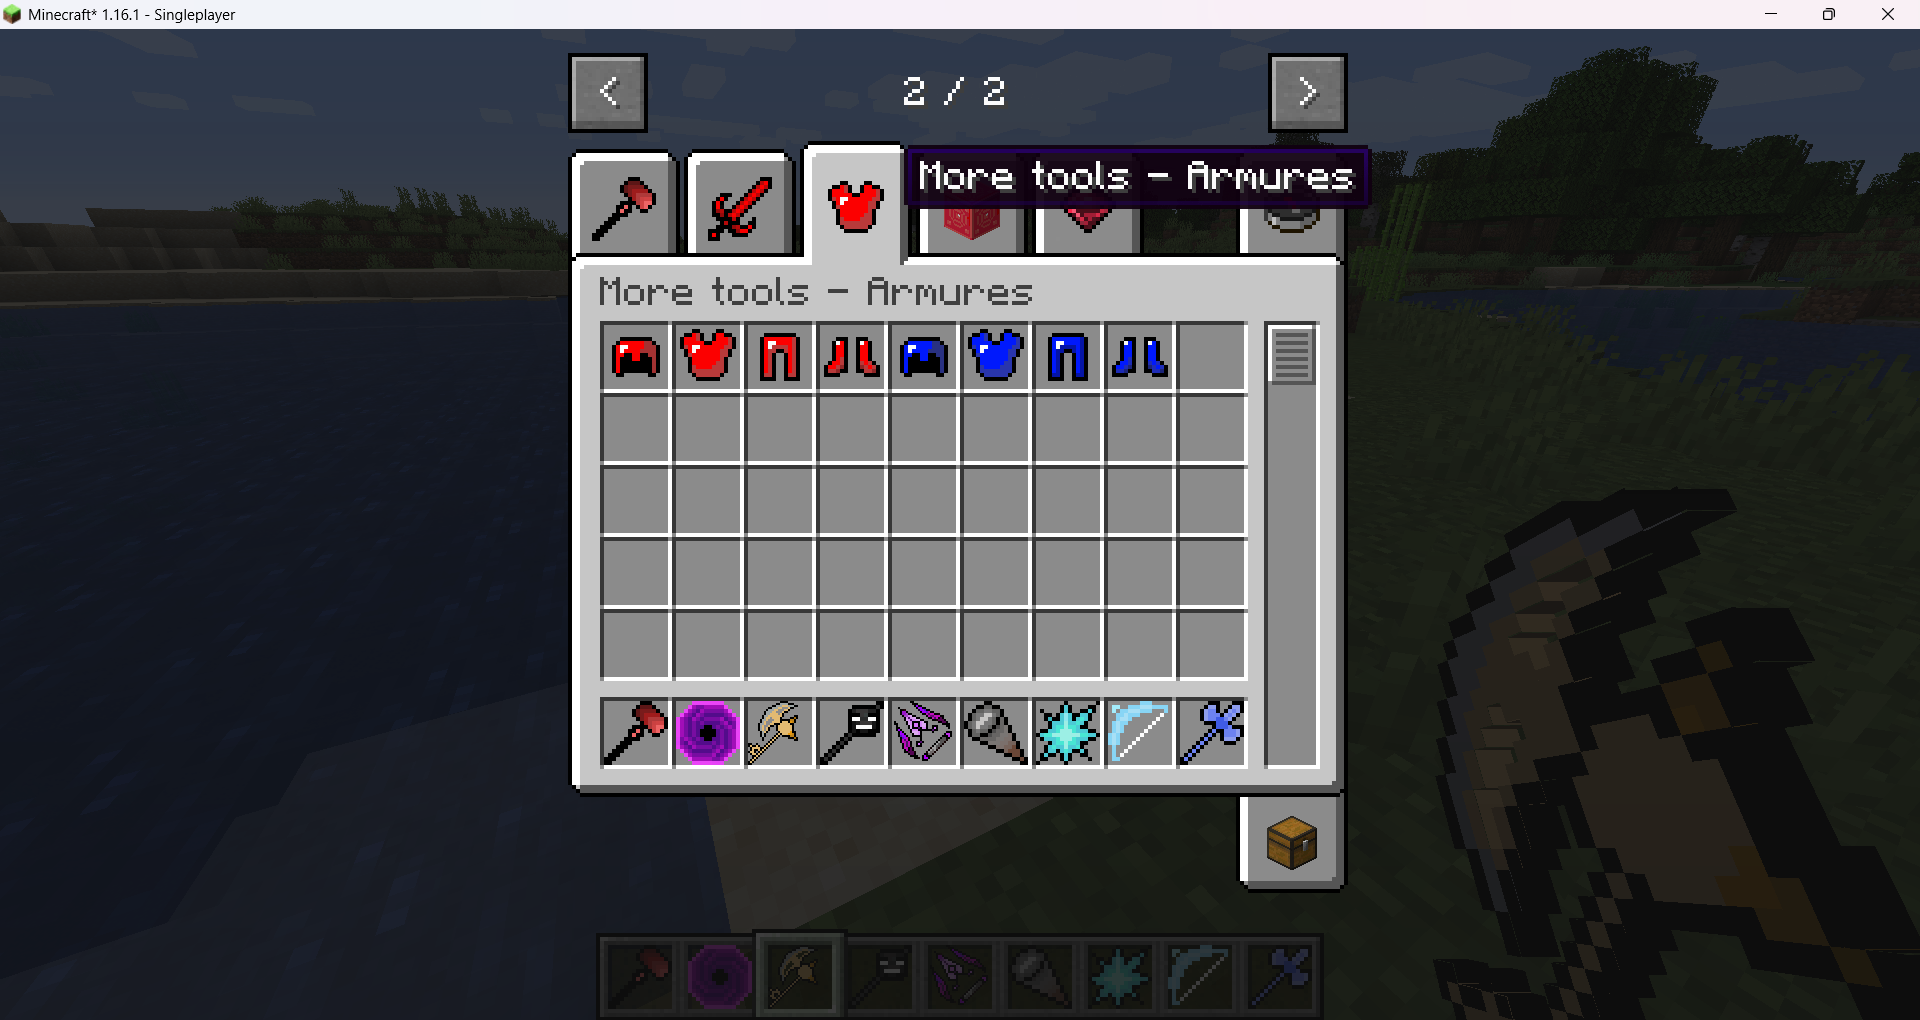 Minecraft* 1.16.1 - Singleplayer
< 2 / 2 >
More tools - Armures
More tools - Armures